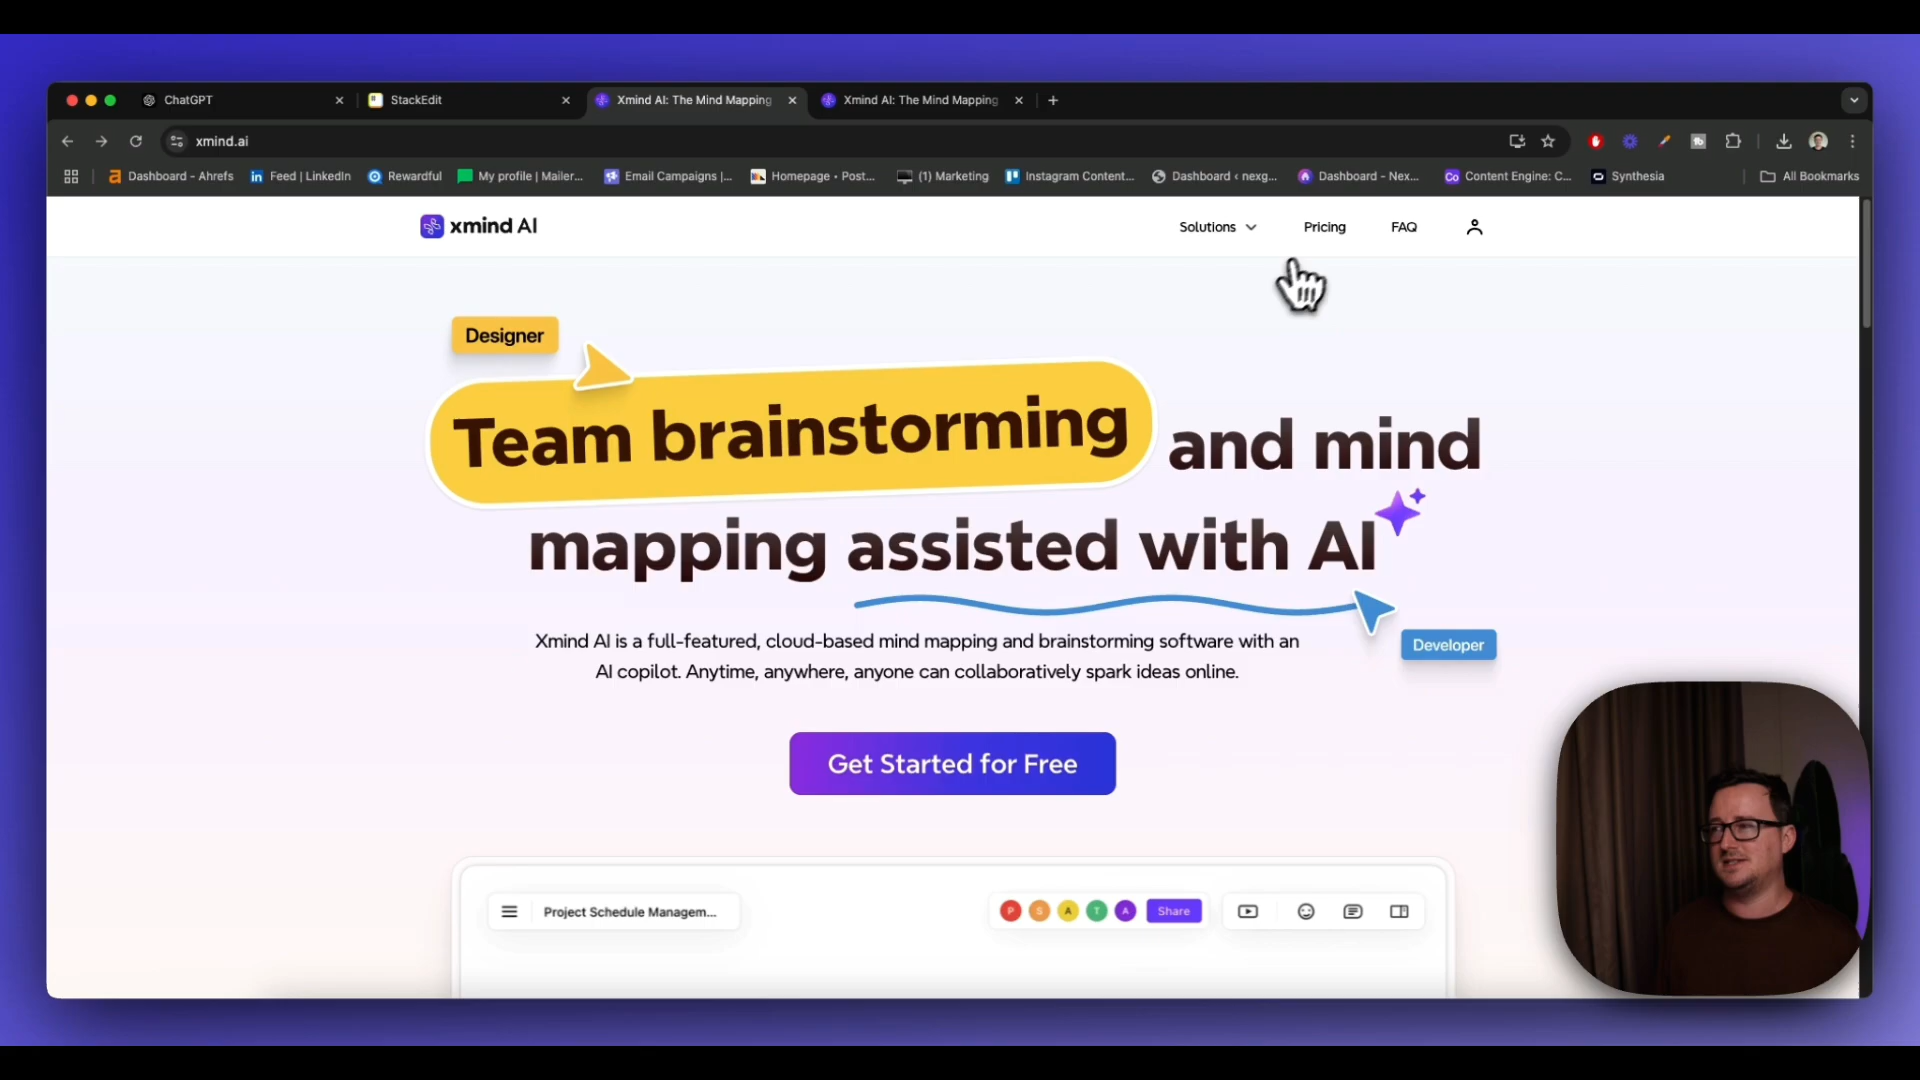 ChatGPT
StackEdit
Xmind AI: The Mind Mapping
Xmind AI: The Mind Mapping
xmind.ai
Dashboard - Ahrefs
Feed | LinkedIn
Rewardful
My profile | Mailer...
Email Campaigns |...
Homepage • Post...
(1) Marketing
Instagram Content...
Dashboard ‹ nexg...
Dashboard - Nex...
Co
Content Engine: C...
Synthesia
All Bookmarks
xmind AI
Solutions
Pricing
FAQ
Designer
Team brainstorming and mind
mapping assisted with AI
Xmind AI is a full-featured, cloud-based mind mapping and brainstorming software with an
AI copilot. Anytime, anywhere, anyone can collaboratively spark ideas online.
Developer
Get Started for Free
Project Schedule Managem...
P S A T A
Share